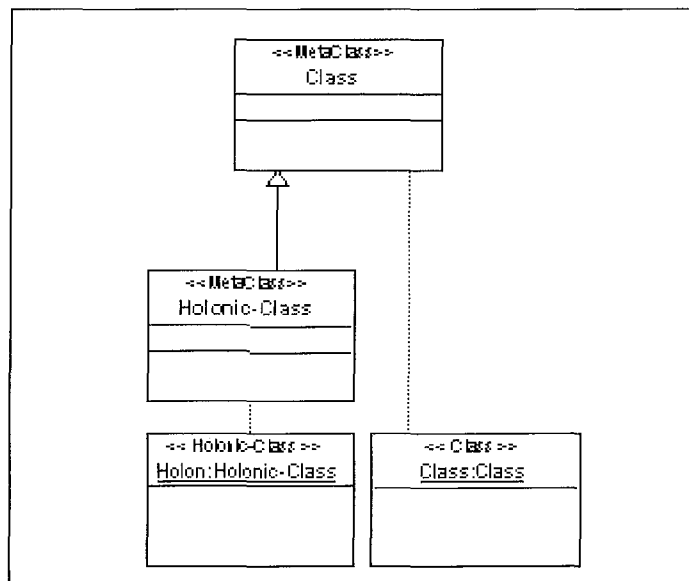 <<MetaClass>>
Class
<<MetaClass>>
Holonic-Class
<< Holonic-Class >>
Holon:Holonic-Class
<< Class >>
Class:Class